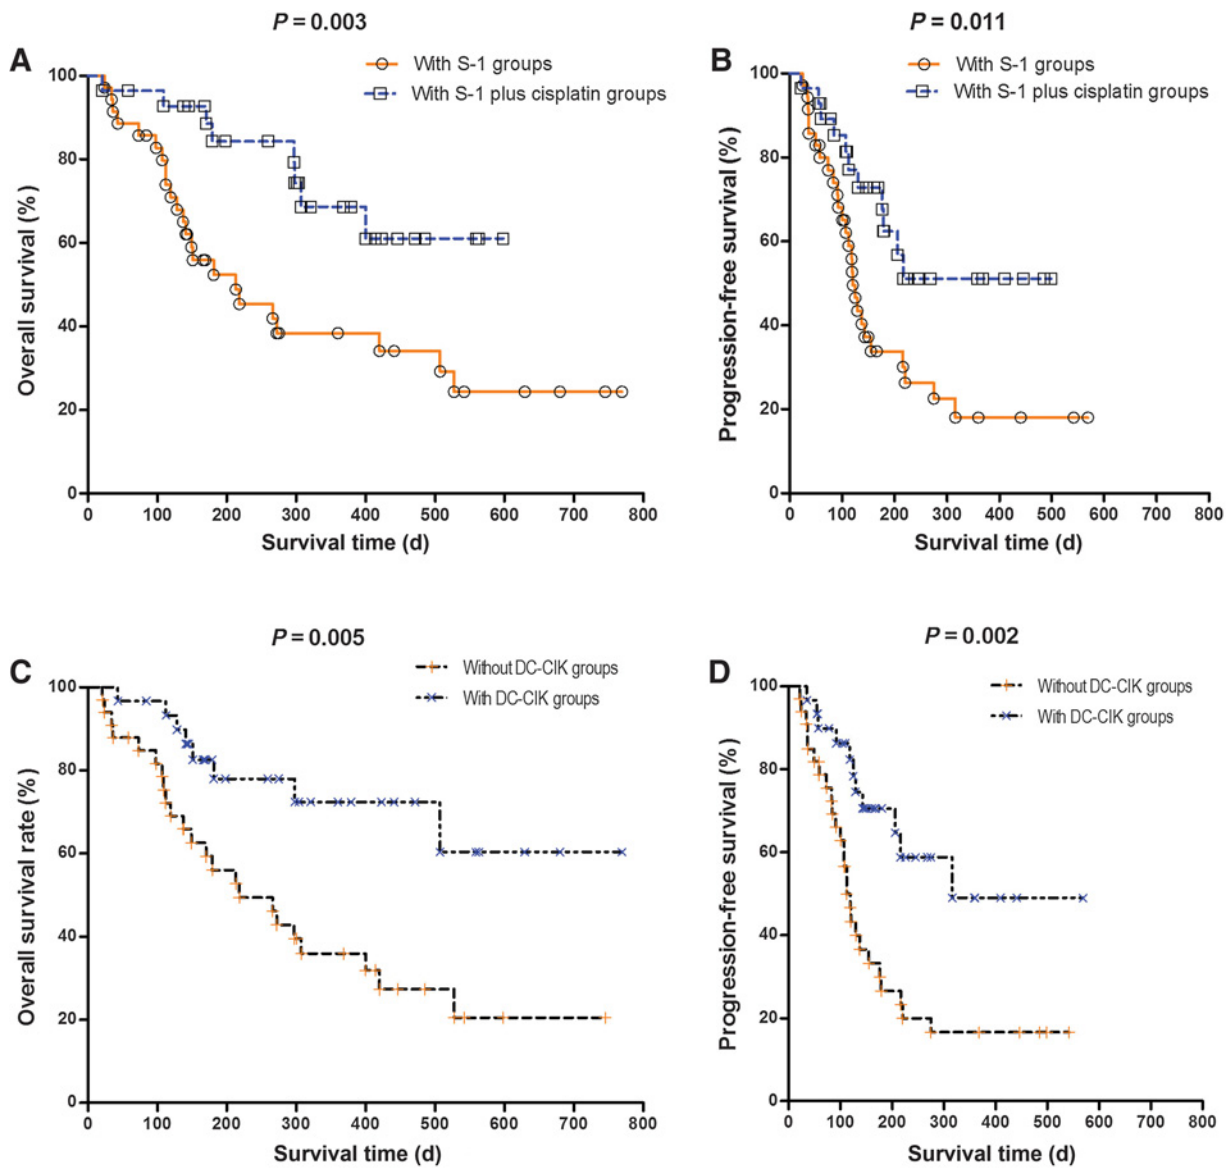 P = 0.003
P = 0.011
A
With S-1 groups
With S-1 plus cisplatin groups
B
With S-1 groups
With S-1 plus cisplatin groups
Overall survival (%)
100
80
60
40
20
0
0 100 200 300 400 500 600 700 800
Survival time (d)
Progression-free survival (%)
100
80
60
40
20
0
0 100 200 300 400 500 600 700 800
Survival time (d)
P = 0.005
P = 0.002
C
Without DC-CIK groups
With DC-CIK groups
D
Without DC-CIK groups
With DC-CIK groups
Overall survival rate (%)
100
80
60
40
20
0
0 100 200 300 400 500 600 700 800
Survival time (d)
Progression-free survival (%)
100
80
60
40
20
0
0 100 200 300 400 500 600 700 800
Survival time (d)